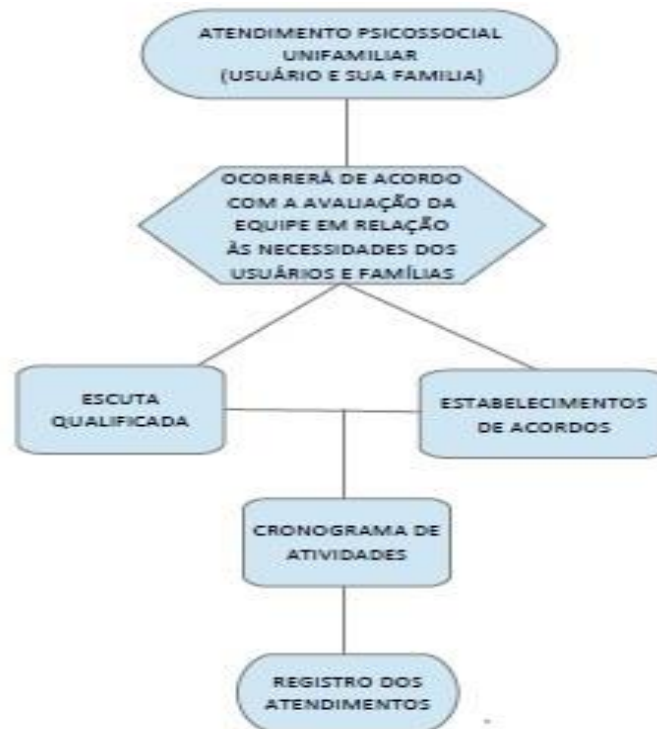 ATENDIMENTO PSICOSSOCIAL
UNIFAMILIAR
(USUÁRIO E SUA FAMILIA)
OCORRERÁ DE ACORDO
COM A AVALIAÇÃO DA
EQUIPE EM RELAÇÃO
ÀS NECESSIDADES DOS
USUÁRIOS E FAMÍLIAS
ESCUTA
QUALIFICADA
ESTABELECIMENTOS
DE ACORDOS
CRONOGRAMA DE
ATIVIDADES
REGISTRO DOS
ATENDIMENTOS